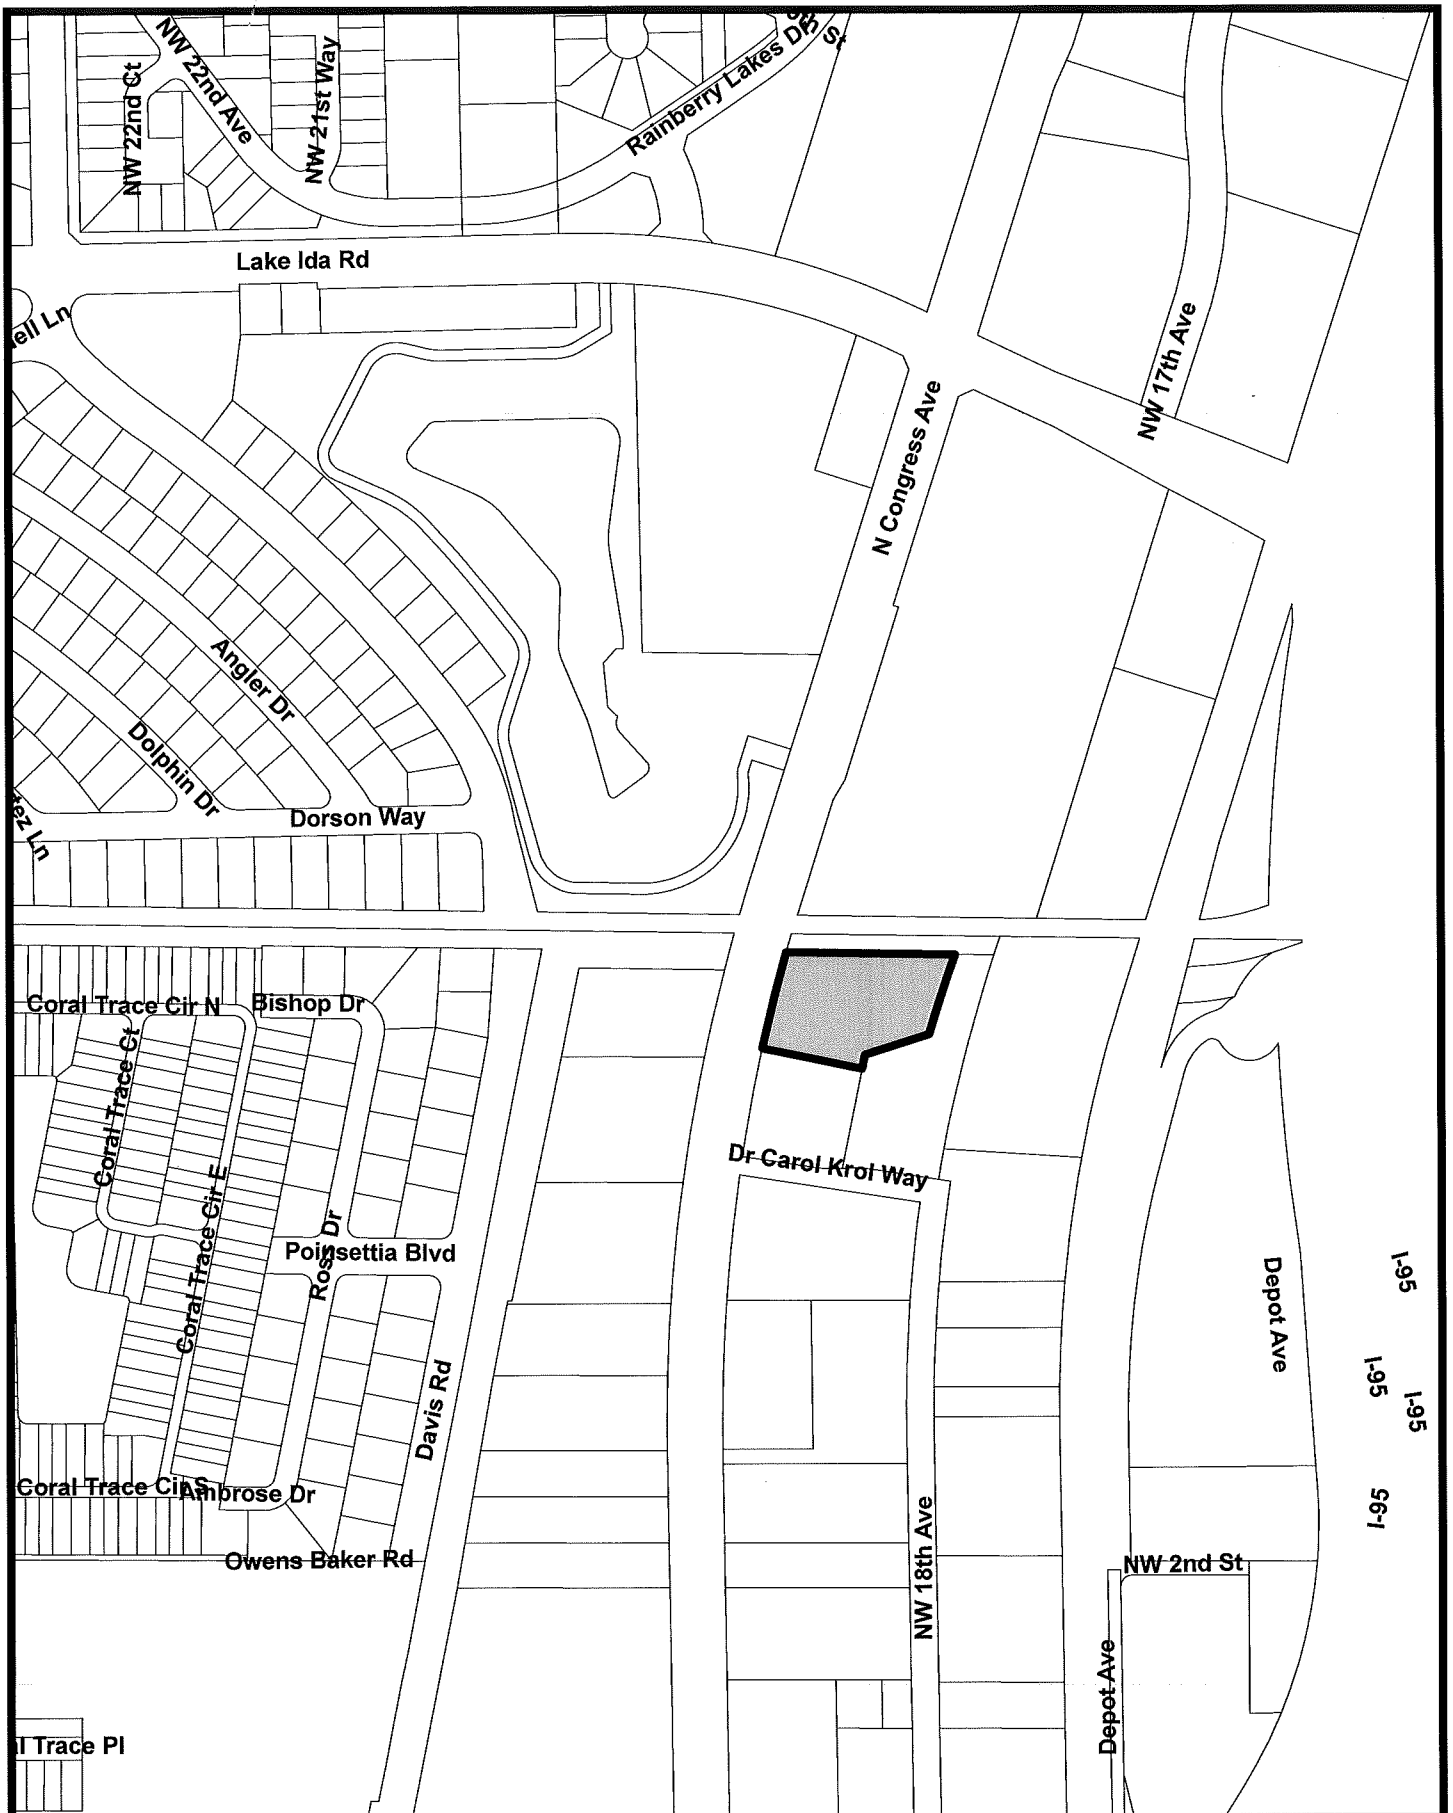 NW 22nd Ct
NW 22nd Ave
NW 21st Way
Rainberry Lakes Dr
St
Lake Ida Rd
ell Ln
NW 17th Ave
N Congress Ave
Angler Dr
Dolphin Dr
Dorson Way
tez Ln
Coral Trace Cir N
Bishop Dr
Coral Trace Ct
Coral Trace Cir E
Dr Carol Krol Way
Ross Dr
Poinsettia Blvd
Depot Ave
I-95
I-95
I-95
Davis Rd
Coral Trace Cir S
Ambrose Dr
I-95
Owens Baker Rd
NW 18th Ave
NW 2nd St
Depot Ave
l Trace Pl